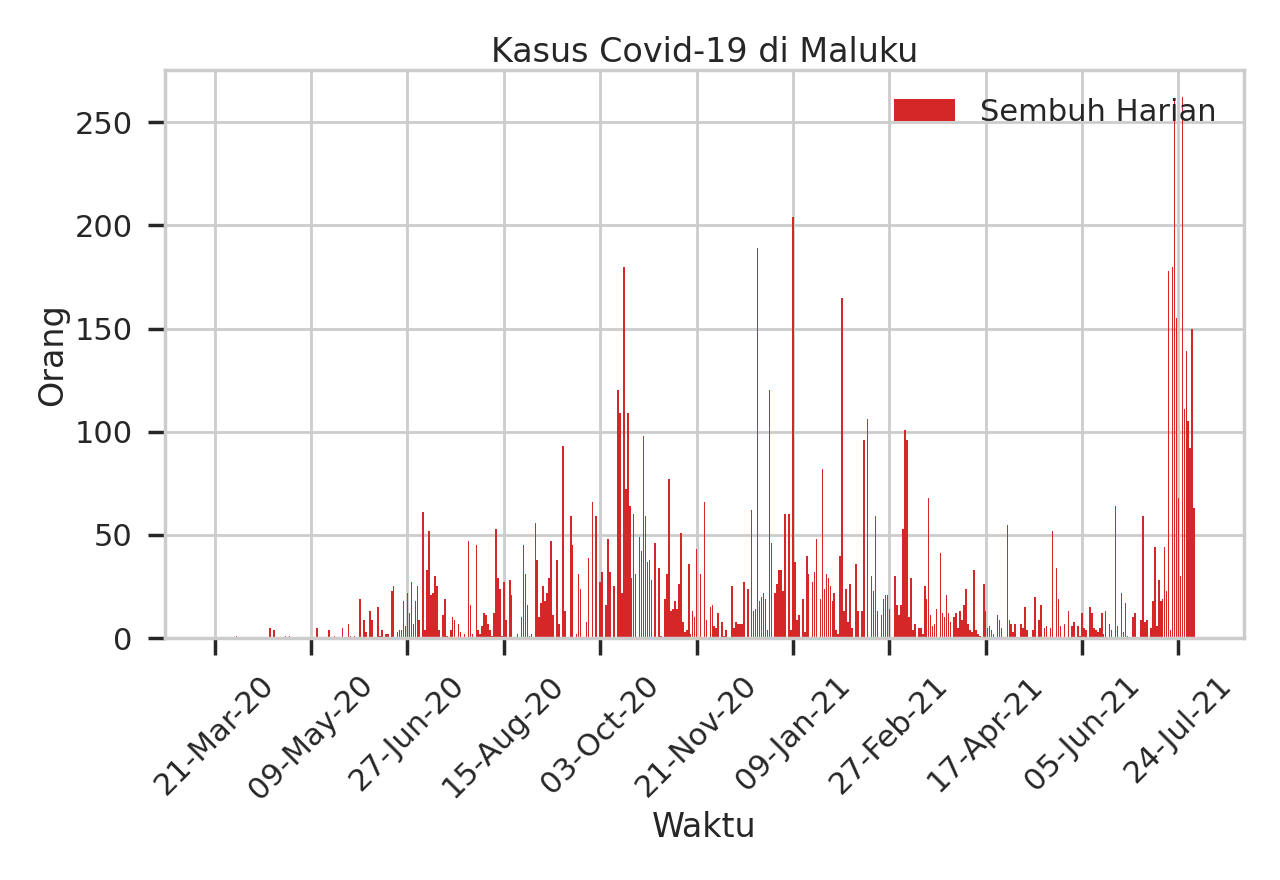 Kasus Covid-19 di Maluku
Sembuh Harian
Orang
250
200
150
100
50
0
21-Mar-20
09-May-20
27-Jun-20
15-Aug-20
03-Oct-20
21-Nov-20
09-Jan-21
27-Feb-21
17-Apr-21
05-Jun-21
24-Jul-21
Waktu